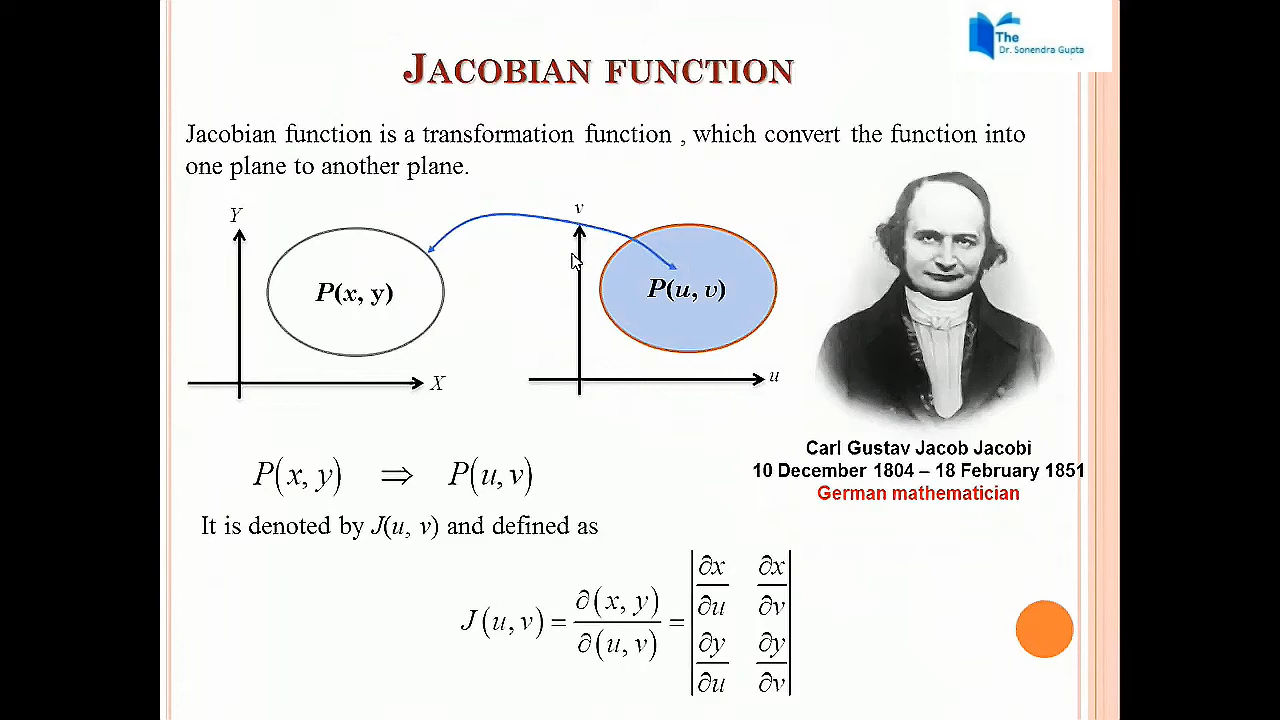 The
Dr. Sonendra Gupta
JACOBIAN FUNCTION
Jacobian function is a transformation function , which convert the function into
one plane to another plane.
Y
v
P(x, y)
P(u, v)
X
u
Carl Gustav Jacob Jacobi
10 December 1804 – 18 February 1851
German mathematician
P(x, y) ⇒ P(u, v)
It is denoted by J(u, v) and defined as
J(u, v) = ∂(x, y)/∂(u, v) = | ∂x/∂u ∂x/∂v |
| ∂y/∂u ∂y/∂v |